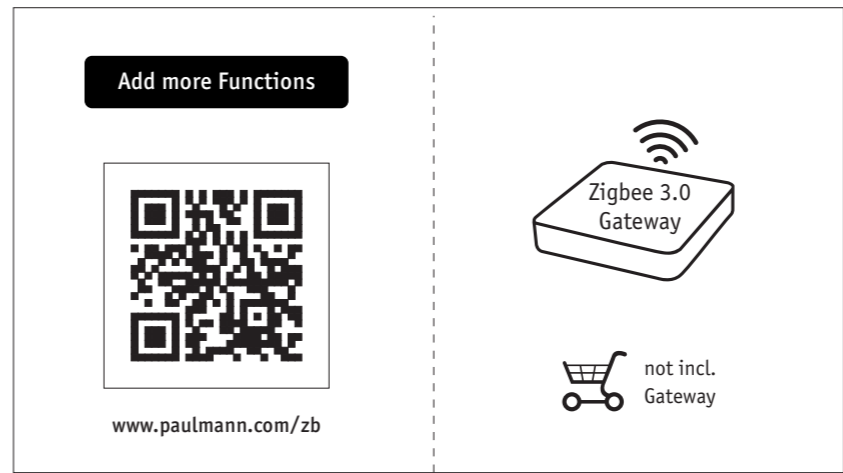 Add more Functions
www.paulmann.com/zb
Zigbee 3.0
Gateway
not incl.
Gateway